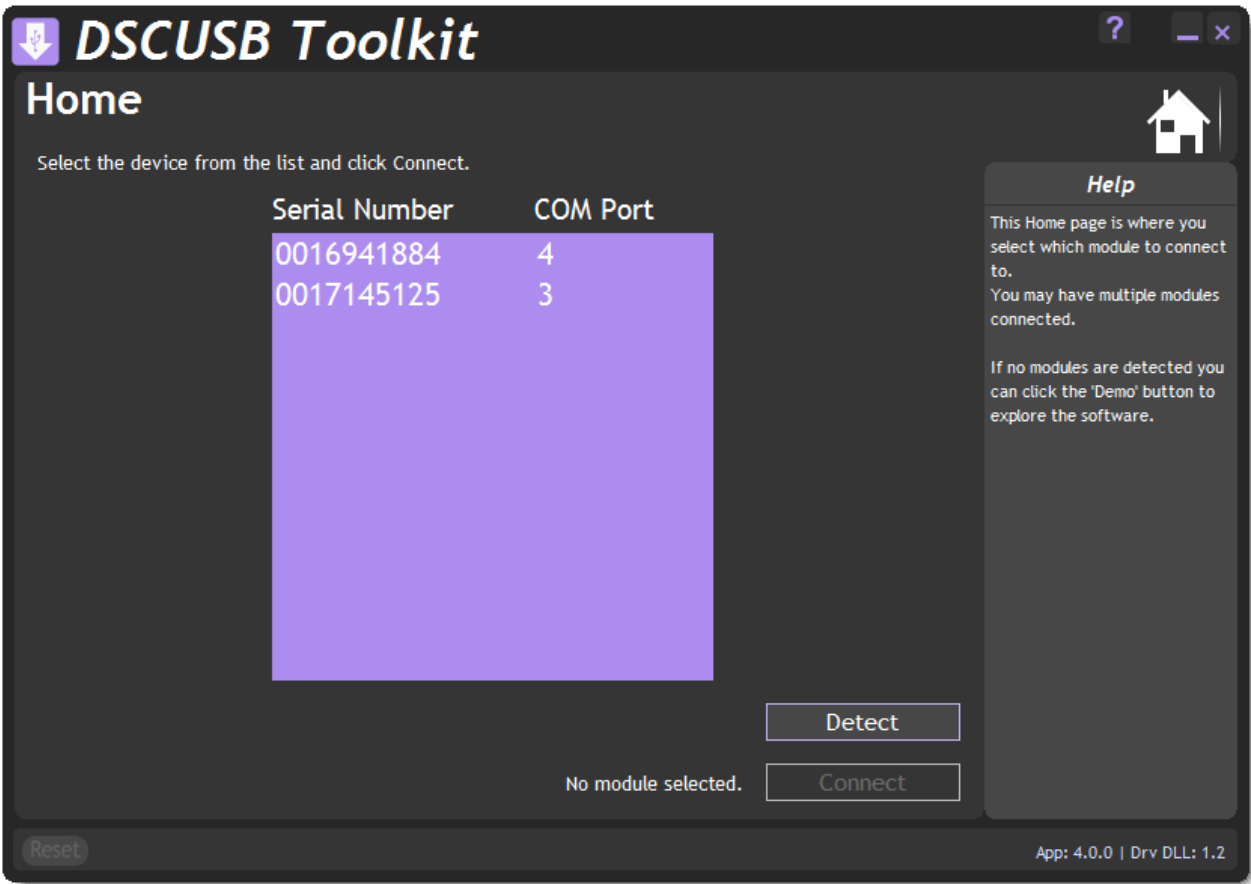 DSCUSB Toolkit
?
Home
Select the device from the list and click Connect.
Serial Number COM Port
0016941884 4
0017145125 3
Detect
No module selected. Connect
Help
This Home page is where you
select which module to connect
to.
You may have multiple modules
connected.
If no modules are detected you
can click the 'Demo' button to
explore the software.
Reset
App: 4.0.0 | Drv DLL: 1.2